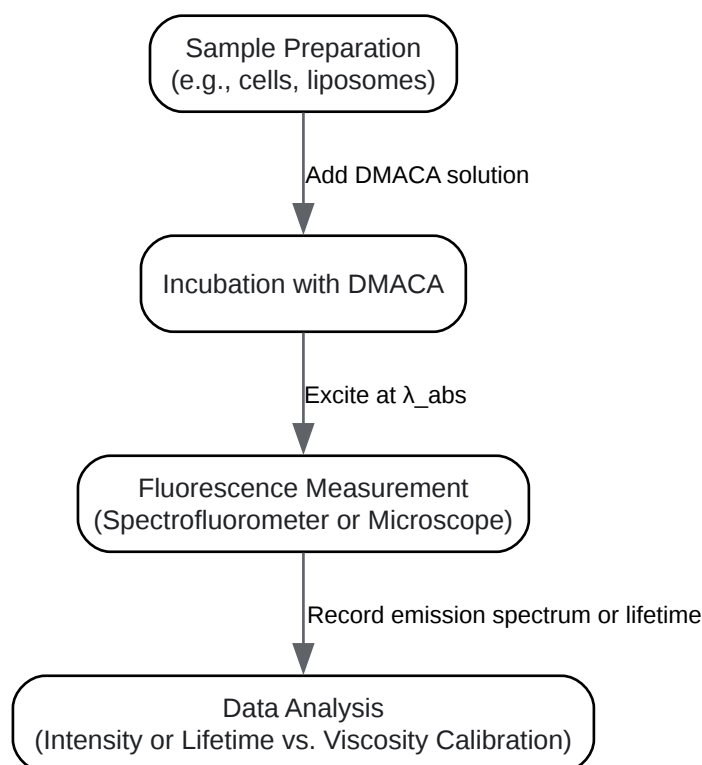 Sample Preparation
(e.g., cells, liposomes)
Add DMACA solution
Incubation with DMACA
Excite at λ_abs
Fluorescence Measurement
(Spectrofluorometer or Microscope)
Record emission spectrum or lifetime
Data Analysis
(Intensity or Lifetime vs. Viscosity Calibration)